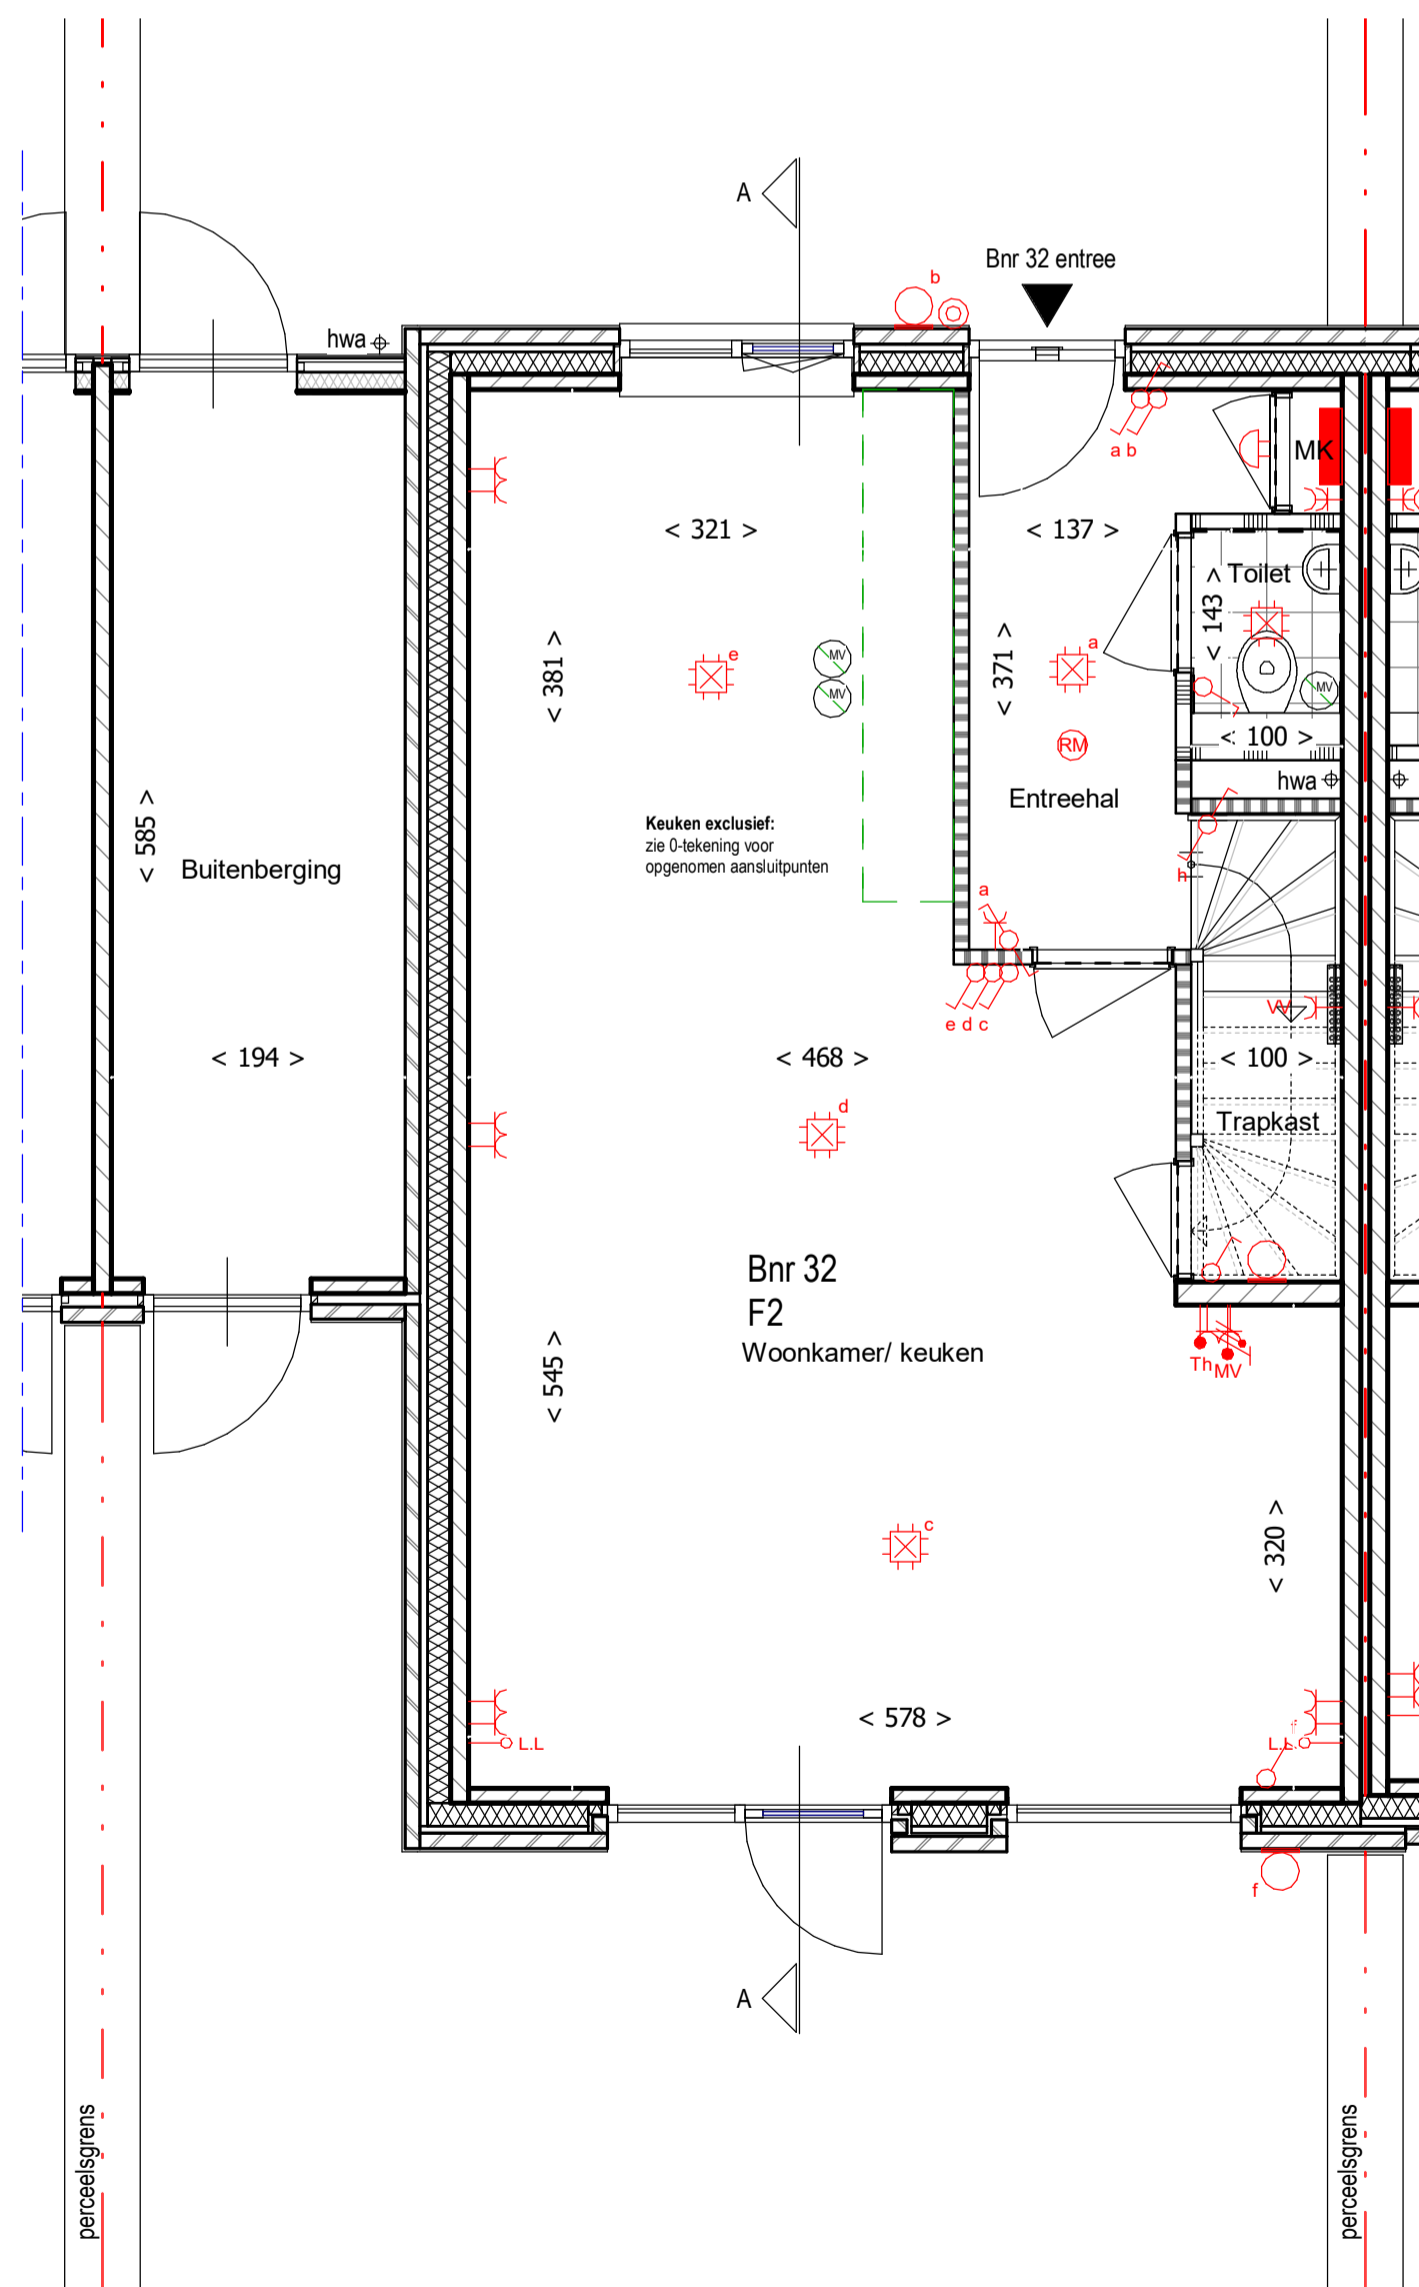 A
Bnr 32 entree
b
hwa
a b
MK
< 321 >
< 137 >
Toilet
< 143 >
e
MV
MV
a
MV
< 381 >
< 371 >
RM
< 100 >
hwa
Entreehal
Keuken exclusief:
zie 0-tekening voor
opgenomen aansluitpunten
< 585 >
Buitenberging
h
a
e d c
VV
< 194 >
< 468 >
< 100 >
d
Trapkast
Bnr 32
F2
Woonkamer/ keuken
< 545 >
Th
MV
c
< 320 >
< 578 >
L.L
f
L.L
f
A
perceelsgrens
perceelsgrens